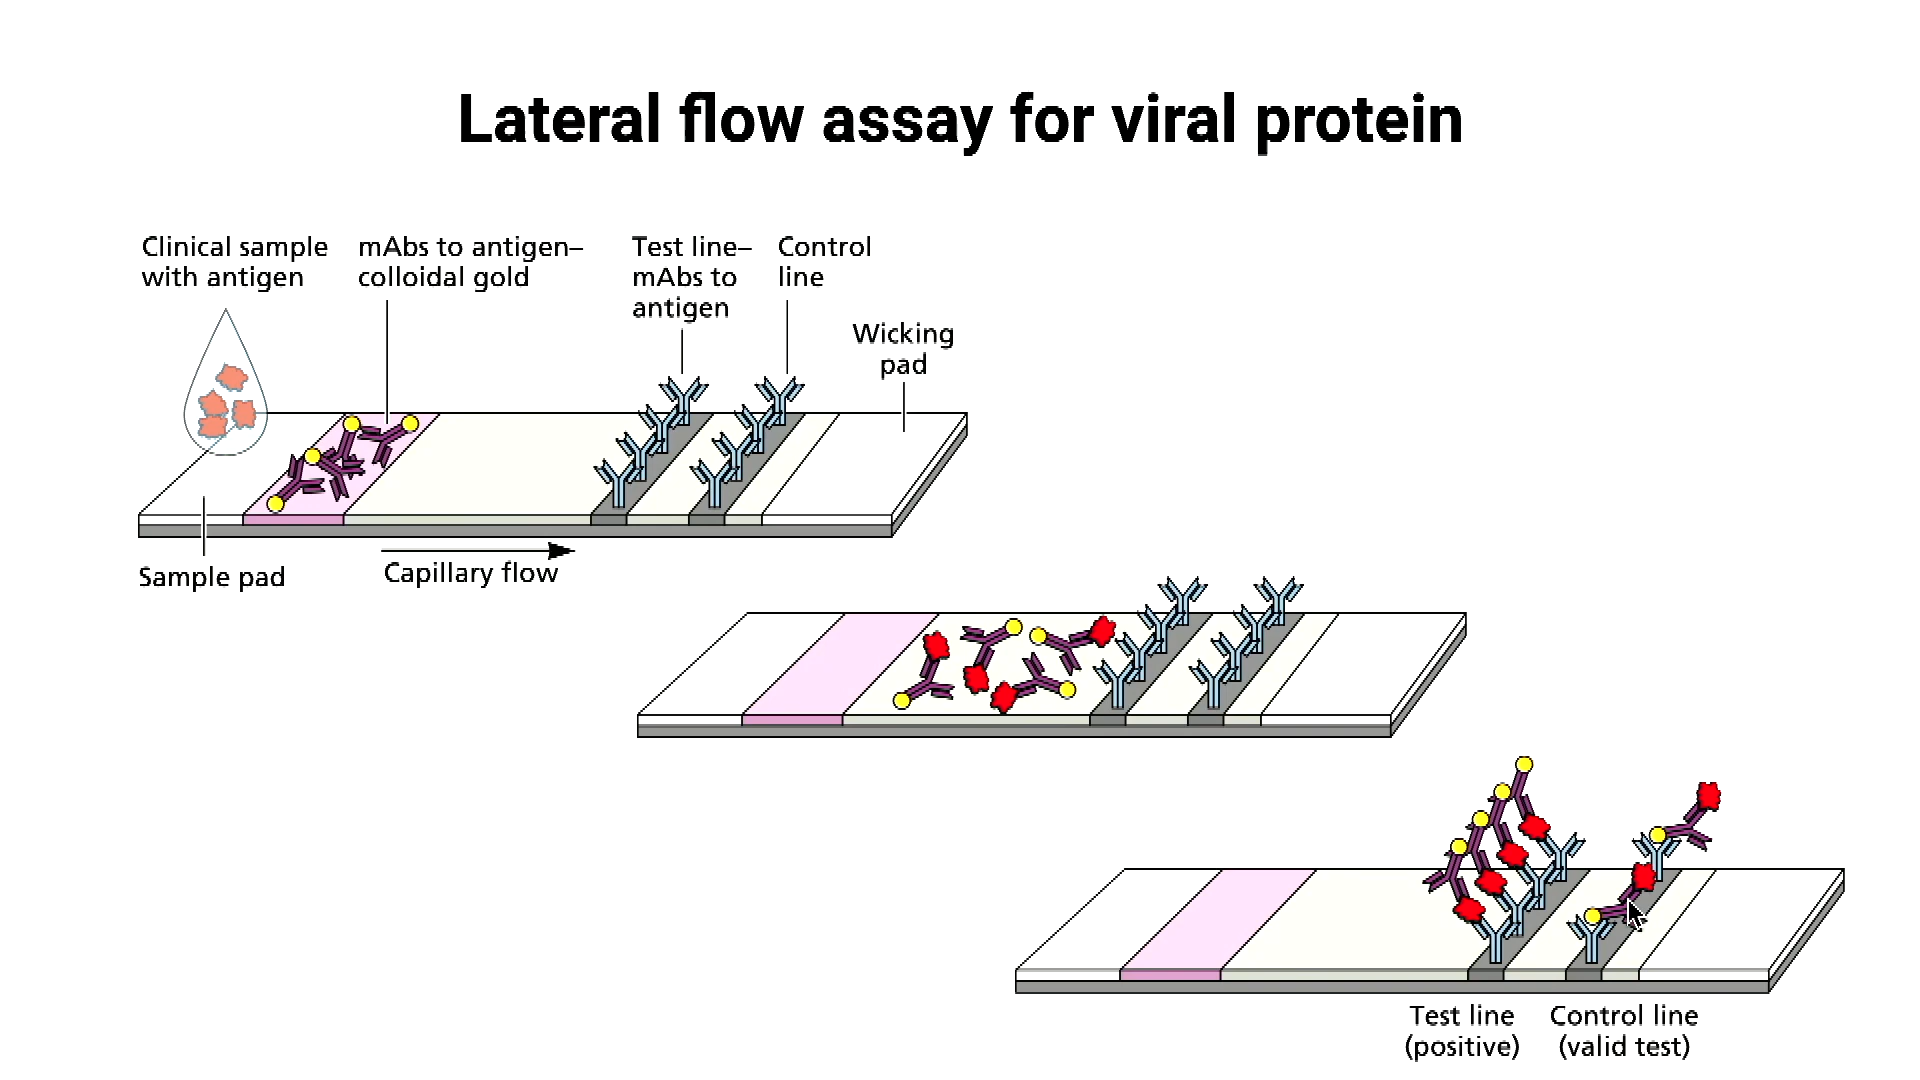 Lateral flow assay for viral protein
Clinical sample
with antigen
mAbs to antigen–
colloidal gold
Test line–
mAbs to
antigen
Control
line
Wicking
pad
Sample pad
Capillary flow
Test line
(positive)
Control line
(valid test)